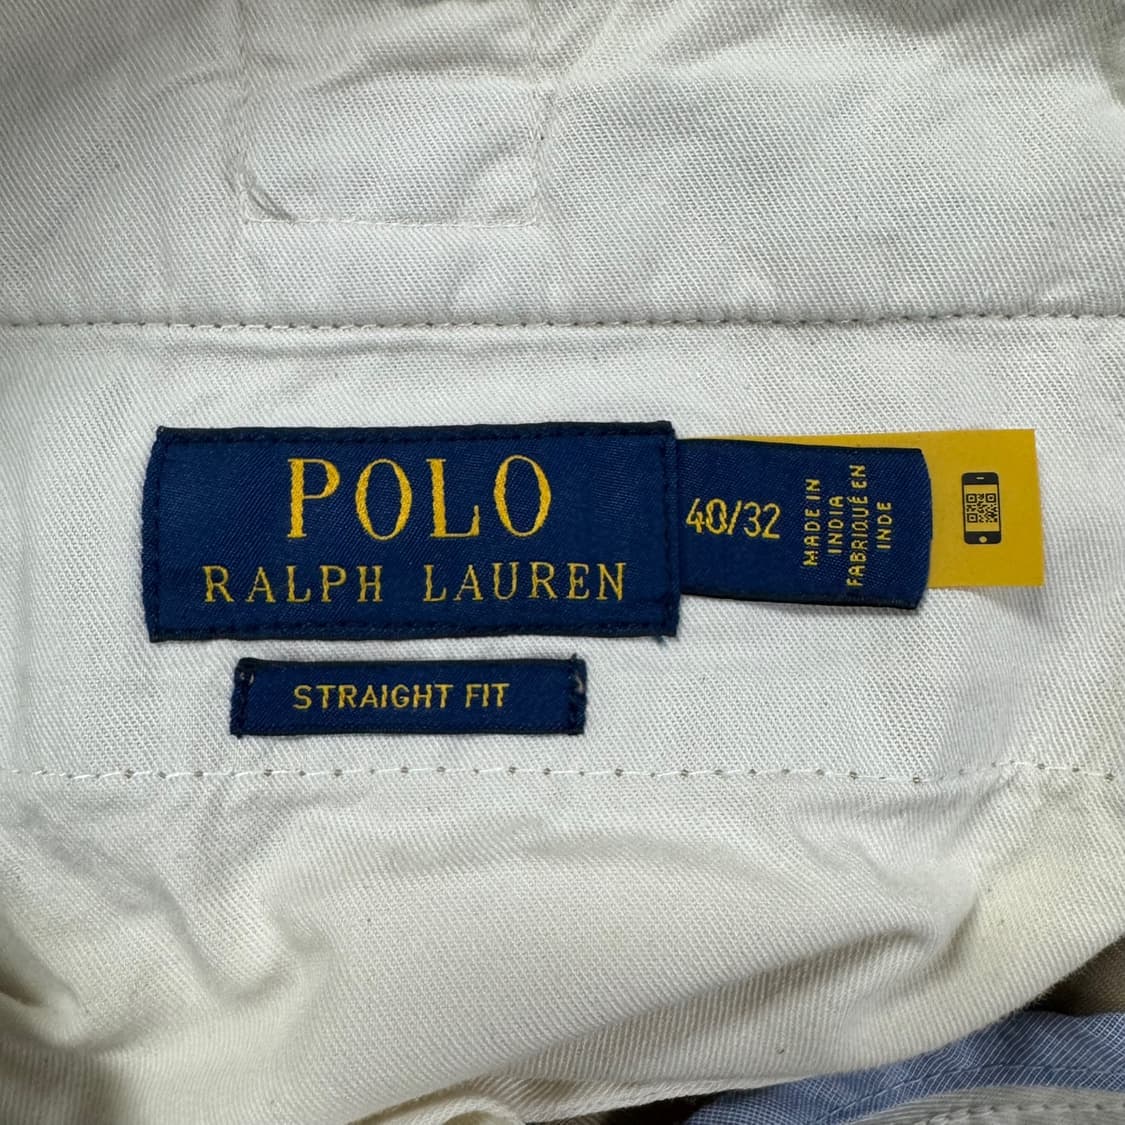 POLO
RALPH LAUREN
40/32
MADE IN
INDIA
FABRIQUÉ EN
INDE
STRAIGHT FIT